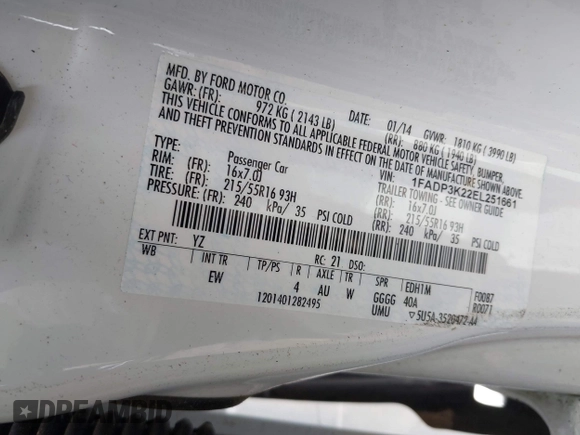 MFD. BY FORD MOTOR CO.
DATE: 01/14 GVWR: 1810 KG ( 3990 LB)
GAWR: (FR): 972 KG ( 2143 LB) (RR): 880 KG ( 1940 LB)
THIS VEHICLE CONFORMS TO ALL APPLICABLE FEDERAL MOTOR VEHICLE SAFETY, BUMPER
AND THEFT PREVENTION STANDARDS IN EFFECT ON THE DATE OF MANUFACTURE SHOWN ABOVE.
VIN: 1FADP3K22EL251661
TYPE: Passenger Car TRAILER TOWING - SEE OWNER GUIDE
RIM: (FR): 16x7.0J (RR): 16x7.0J
TIRE: (FR): 215/55R16 93H (RR): 215/55R16 93H
PRESSURE: (FR): 240 kPa/ 35 PSI COLD (RR): 240 kPa/ 35 PSI COLD
EXT PNT: YZ RC: 21 DSO: F0087
WB INT TR TP/PS R AXLE TR SPR EDH1M R0071
EW 4 AU W GGGG 40A
UMU
1201401282495 ▽ 5U5A-3520472-AA
DREAMBID